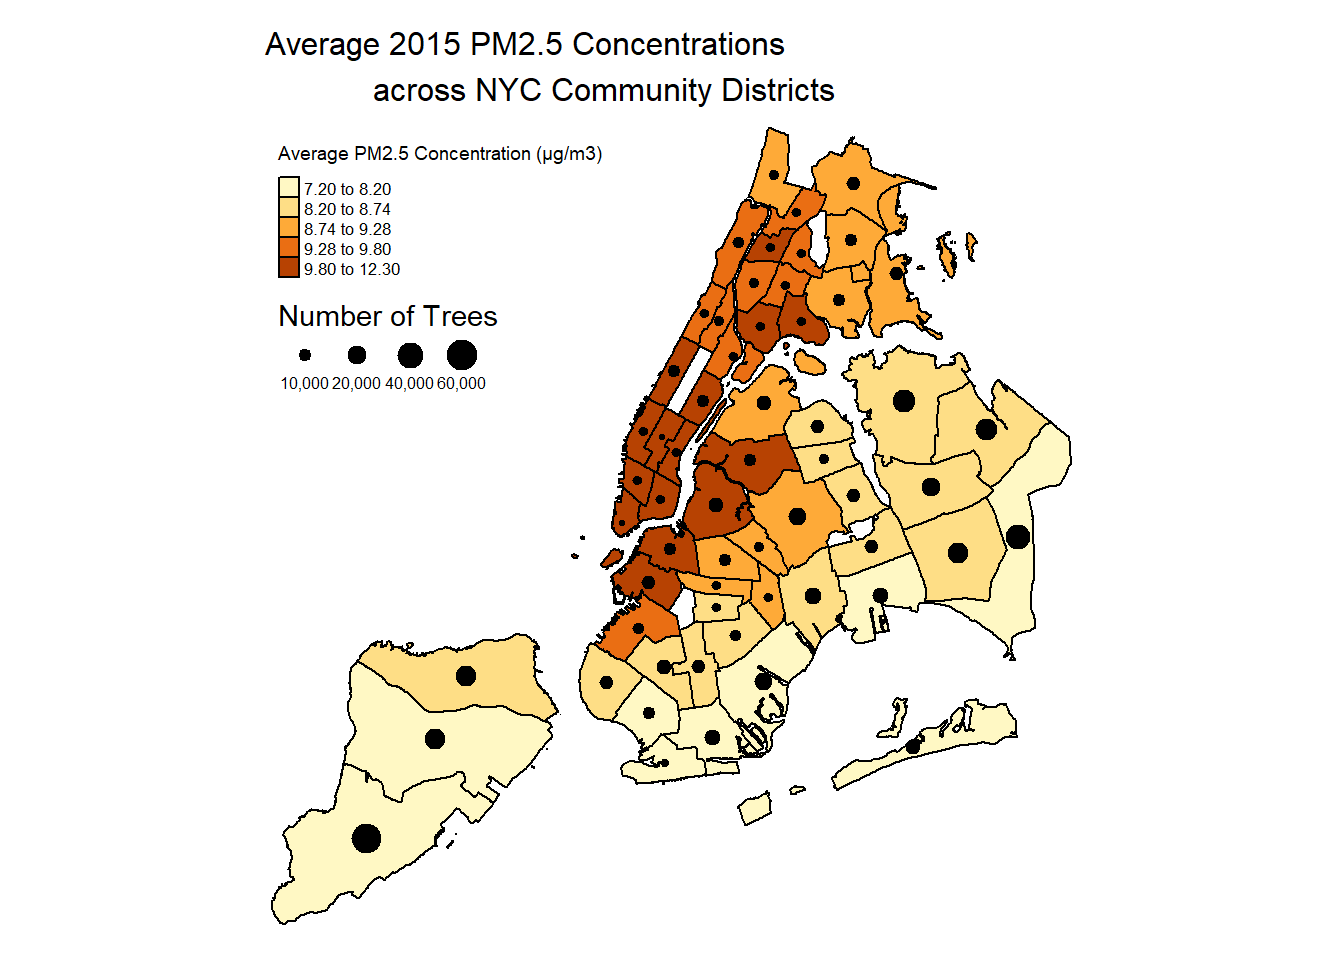 Average 2015 PM2.5 Concentrations
across NYC Community Districts
Average PM2.5 Concentration (µg/m3)
7.20 to 8.20
8.20 to 8.74
8.74 to 9.28
9.28 to 9.80
9.80 to 12.30
Number of Trees
10,000 20,000 40,000 60,000